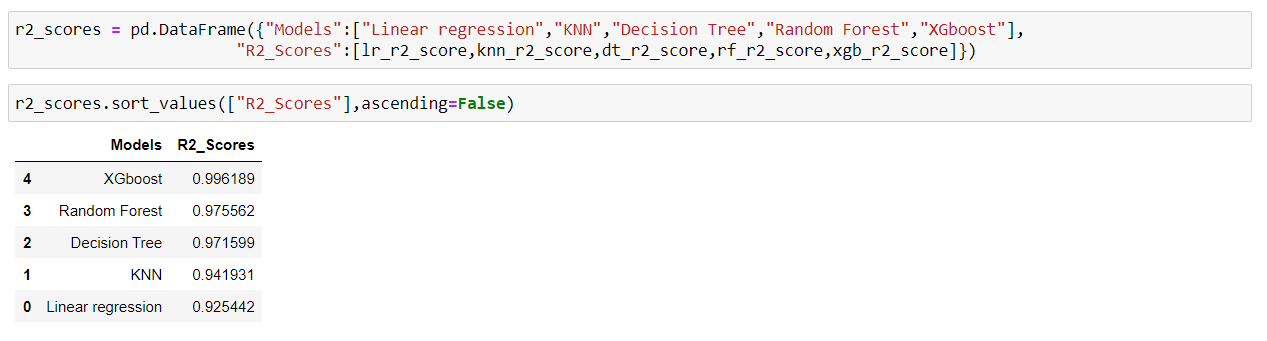 r2_scores = pd.DataFrame({"Models":["Linear regression","KNN","Decision Tree","Random Forest","XGboost"],
"R2_Scores":[lr_r2_score,knn_r2_score,dt_r2_score,rf_r2_score,xgb_r2_score]})
r2_scores.sort_values(["R2_Scores"],ascending=False)
Models R2_Scores
4 XGboost 0.996189
3 Random Forest 0.975562
2 Decision Tree 0.971599
1 KNN 0.941931
0 Linear regression 0.925442